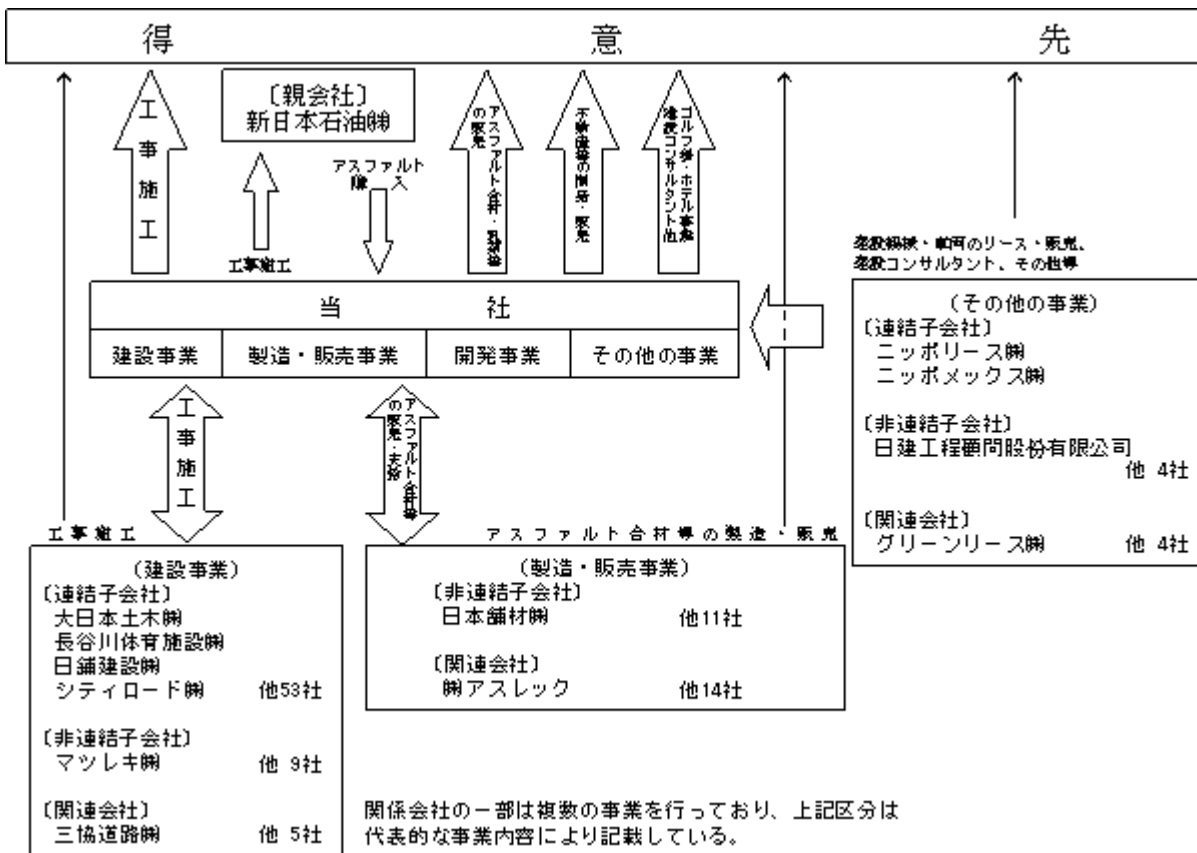 得意先
〔親会社〕
新日本石油㈱
工事施工
工事施工
アスファルト
購入
アスファルト合材・乳剤等
の販売
不動産等の開発・販売
ゴルフ場・ホテル事業
建設コンサルタント他
建設機械・車両のリース・販売、
建設コンサルタント、その他等
当社
建設事業
製造・販売事業
開発事業
その他の事業
(その他の事業)
〔連結子会社〕
ニッポリース㈱
ニッポメックス㈱
〔非連結子会社〕
日建工程顧問股份有限公司
他 4社
〔関連会社〕
グリーンリース㈱ 他 4社
工事施工
アスファルト合材等
の販売・購入
工事施工
(建設事業)
〔連結子会社〕
大日本土木㈱
長谷川体育施設㈱
日鋪建設㈱
シティロード㈱ 他53社
〔非連結子会社〕
マツレキ㈱ 他 9社
〔関連会社〕
三協道路㈱ 他 5社
アスファルト合材等の製造・販売
(製造・販売事業)
〔非連結子会社〕
日本舗材㈱ 他11社
〔関連会社〕
㈱アスレック 他14社
関係会社の一部は複数の事業を行っており、上記区分は
代表的な事業内容により記載している。